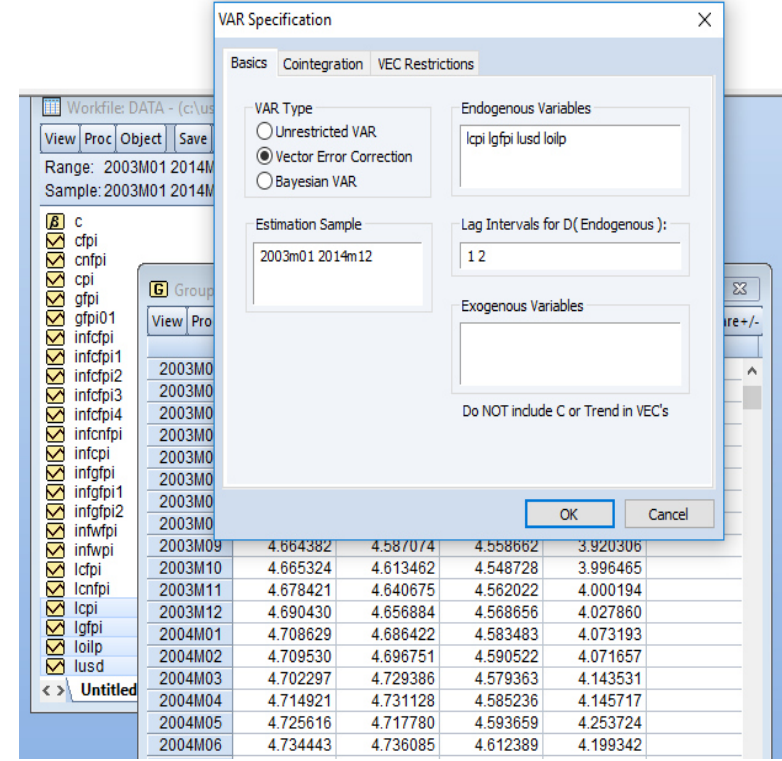 VAR Specification
Basics Cointegration VEC Restrictions
VAR Type
Unrestricted VAR
Vector Error Correction
Bayesian VAR
Endogenous Variables
lcpi lgfpi lusd loilp
Estimation Sample
2003m01 2014m12
Lag Intervals for D( Endogenous ):
1 2
Exogenous Variables
Do NOT include C or Trend in VEC's
OK Cancel
Workfile: DATA - (c:\us
View Proc Object Save
Range: 2003M01 2014M
Sample: 2003M01 2014M
c
cfpi
cnfpi
cpi
gfpi
gfpi01
infcfpi
infcfpi1
infcfpi2
infcfpi3
infcfpi4
infcnfpi
infcpi
infgfpi
infgfpi1
infgfpi2
infwfpi
infwpi
lcfpi
lcnfpi
lcpi
lgfpi
loilp
lusd
Untitled
G Group
View Pro re+/-
2003M0
2003M0
2003M0
2003M0
2003M0
2003M0
2003M0
2003M0
2003M09 4.664382 4.587074 4.558662 3.920306
2003M10 4.665324 4.613462 4.548728 3.996465
2003M11 4.678421 4.640675 4.562022 4.000194
2003M12 4.690430 4.656884 4.568656 4.027860
2004M01 4.708629 4.686422 4.583483 4.073193
2004M02 4.709530 4.696751 4.590522 4.071657
2004M03 4.702297 4.729386 4.579363 4.143531
2004M04 4.714921 4.731128 4.585236 4.145717
2004M05 4.725616 4.717780 4.593659 4.253724
2004M06 4.734443 4.736085 4.612389 4.199342